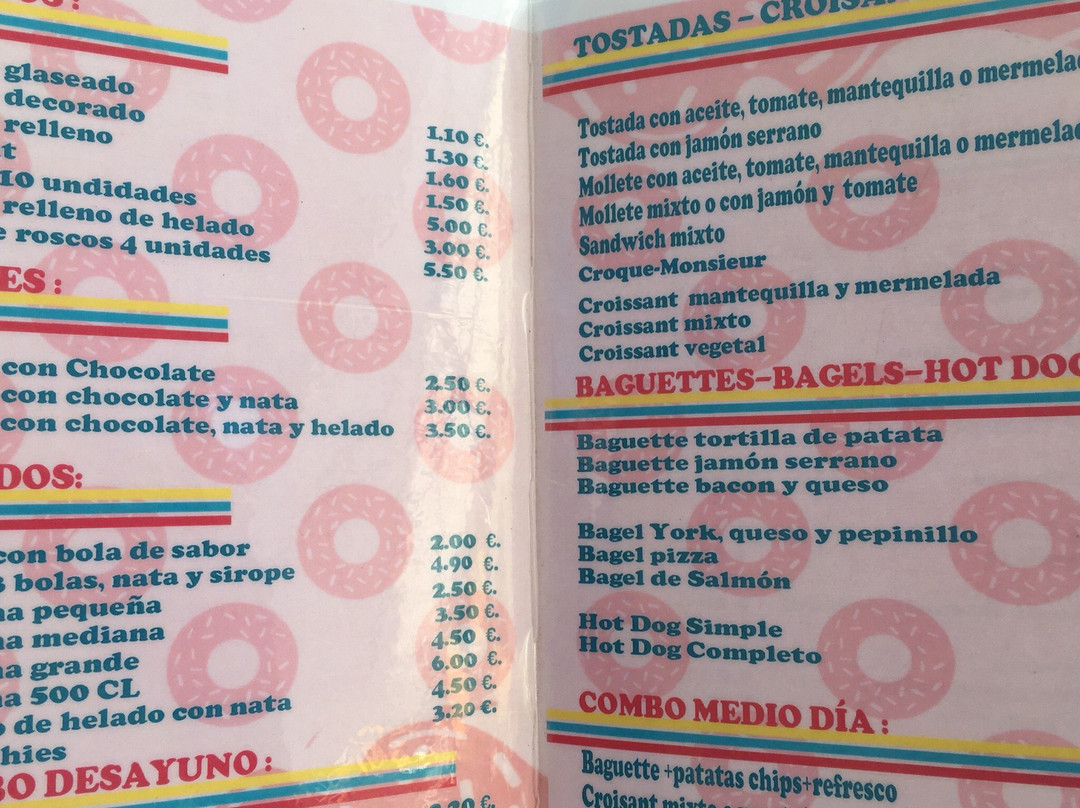 OS:
glaseado 1.10 €.
decorado 1.30 €.
relleno 1.60 €.
t 1.50 €.
10 undidades 5.00 €.
relleno de helado 3.00 €.
e roscos 4 unidades 5.50 €.
ES:
con Chocolate 2.50 €.
con chocolate y nata 3.00 €.
con chocolate, nata y helado 3.50 €.
DOS:
con bola de sabor 2.00 €.
3 bolas, nata y sirope 4.90 €.
na pequeña 2.50 €.
na mediana 3.50 €.
na grande 4.50 €.
na 500 CL 6.00 €.
de helado con nata 4.50 €.
hies 3.20 €.
BO DESAYUNO:
TOSTADAS - CROISA
Tostada con aceite, tomate, mantequilla o mermela
Tostada con jamón serrano
Mollete con aceite, tomate, mantequilla o mermelad
Mollete mixto o con jamón y tomate
Sandwich mixto
Croque-Monsieur
Croissant mantequilla y mermelada
Croissant mixto
Croissant vegetal
BAGUETTES-BAGELS-HOT DOG
Baguette tortilla de patata
Baguette jamón serrano
Baguette bacon y queso
Bagel York, queso y pepinillo
Bagel pizza
Bagel de Salmón
Hot Dog Simple
Hot Dog Completo
COMBO MEDIO DÍA:
Baguette +patatas chips+refresco
Croisant mixto